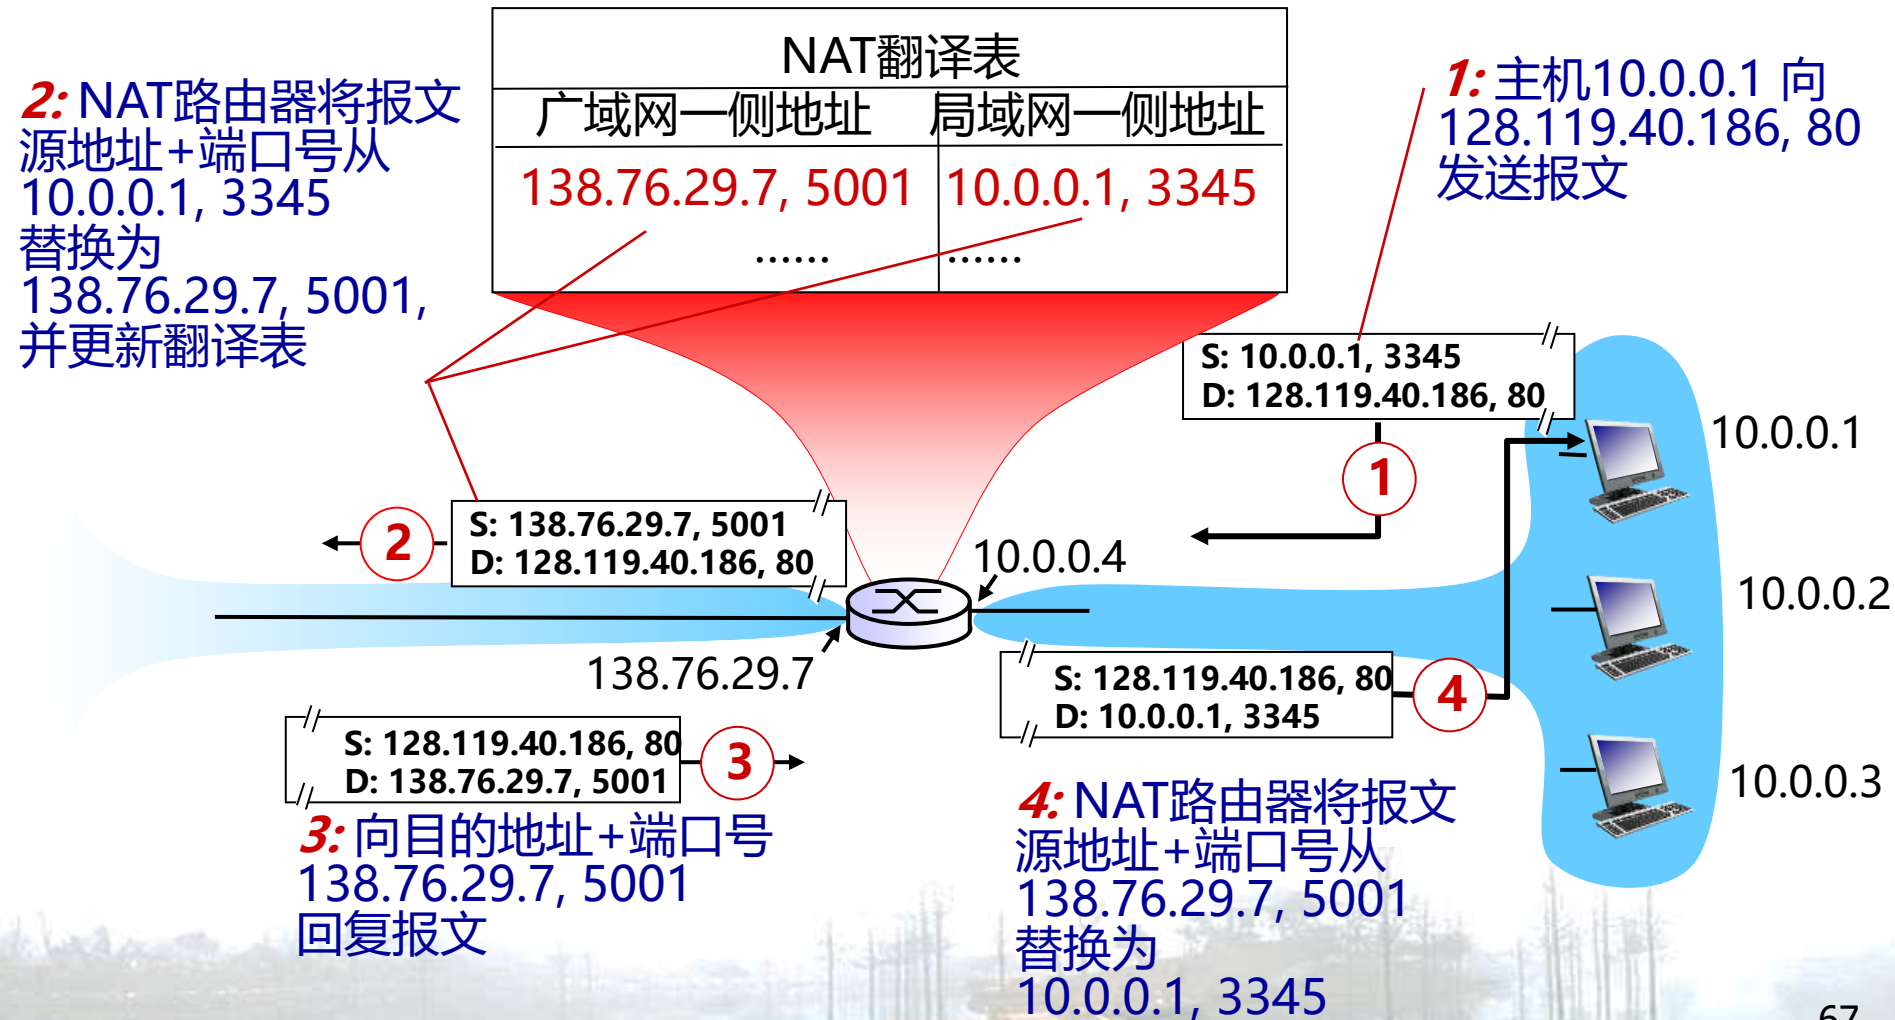 NAT翻译表
广域网一侧地址 局域网一侧地址
138.76.29.7, 5001 10.0.0.1, 3345
...... ......
2: NAT路由器将报文
源地址+端口号从
10.0.0.1, 3345
替换为
138.76.29.7, 5001,
并更新翻译表
1: 主机10.0.0.1 向
128.119.40.186, 80
发送报文
S: 10.0.0.1, 3345
D: 128.119.40.186, 80
1
10.0.0.1
S: 138.76.29.7, 5001
D: 128.119.40.186, 80
2
10.0.0.4
10.0.0.2
138.76.29.7
S: 128.119.40.186, 80
D: 10.0.0.1, 3345
4
S: 128.119.40.186, 80
D: 138.76.29.7, 5001
3
10.0.0.3
3: 向目的地址+端口号
138.76.29.7, 5001
回复报文
4: NAT路由器将报文
源地址+端口号从
138.76.29.7, 5001
替换为
10.0.0.1, 3345
67